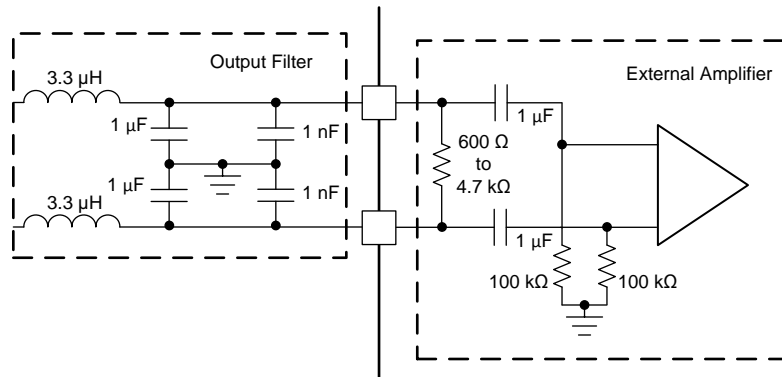 Output Filter
External Amplifier
3.3 µH
1 µF
1 nF
1 µF
600 Ω
to
4.7 kΩ
1 µF
1 nF
3.3 µH
1 µF
100 kΩ
100 kΩ